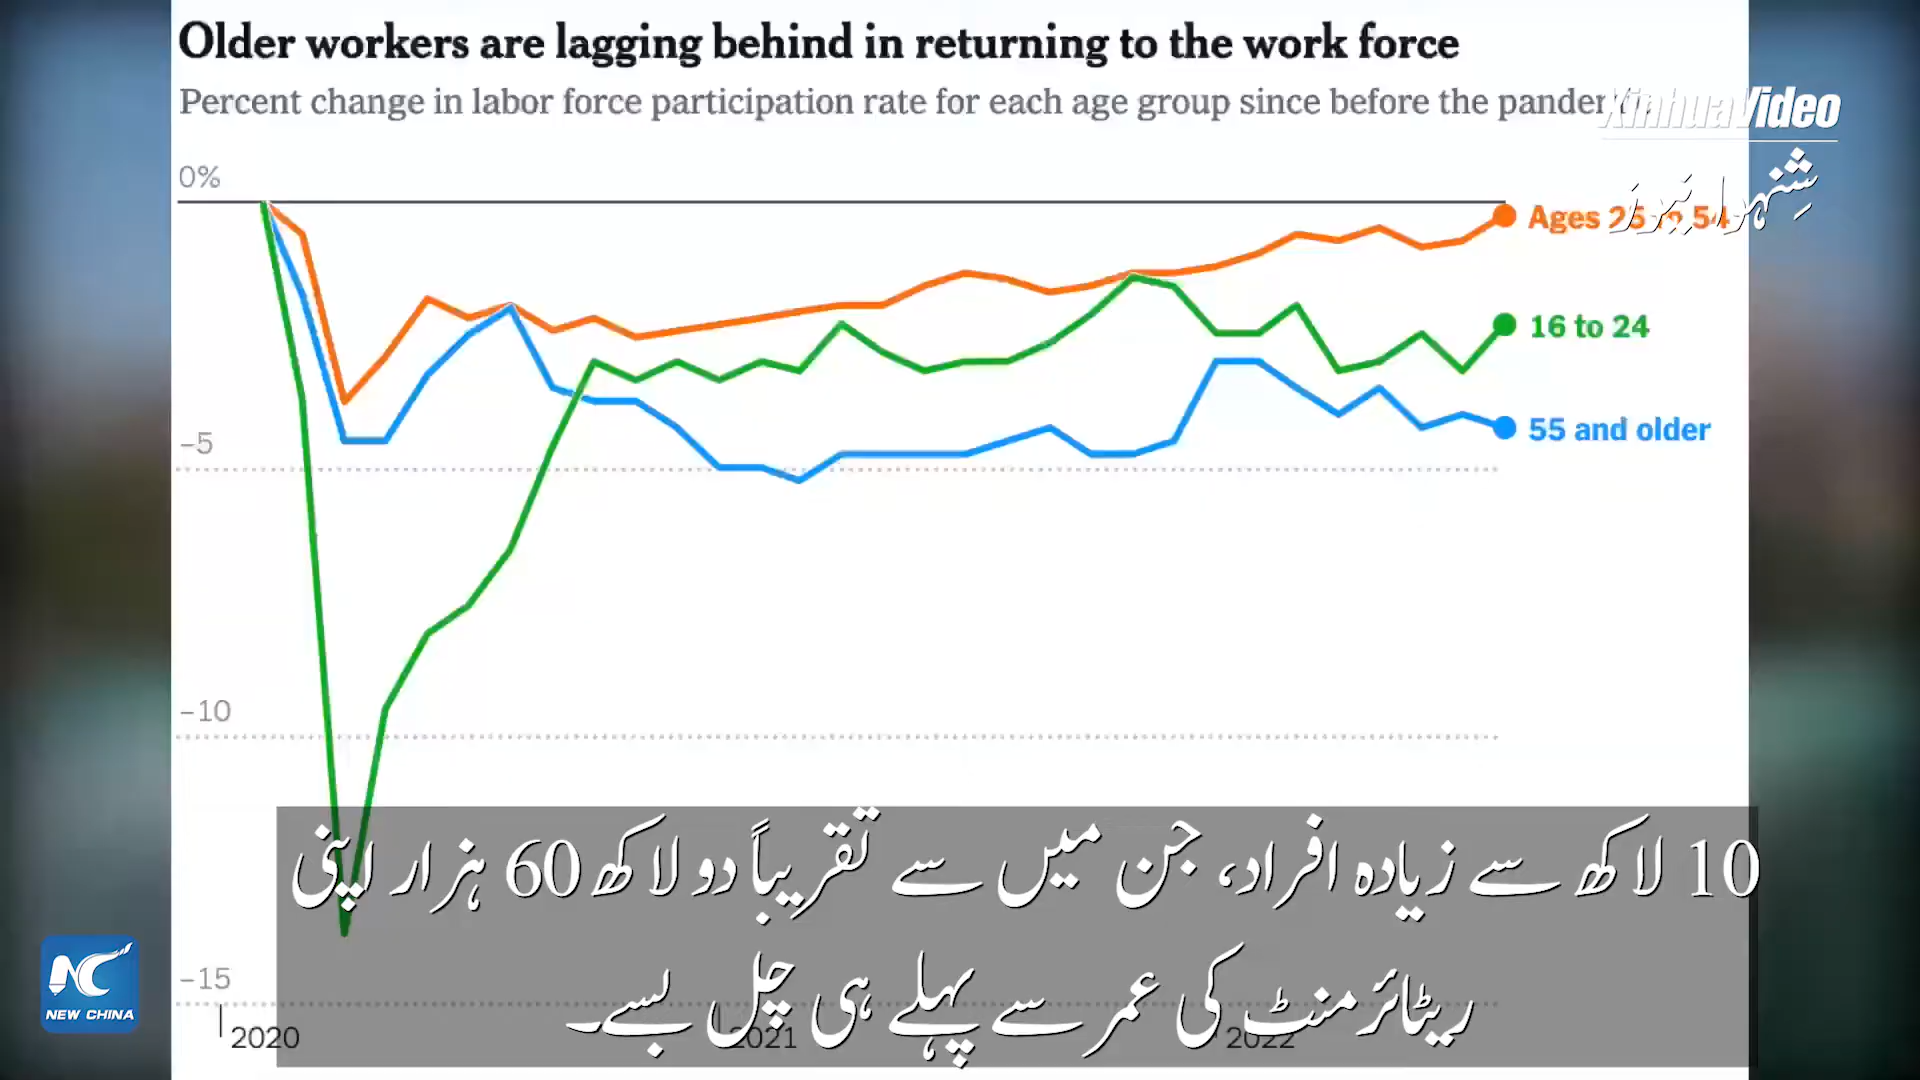 Older workers are lagging behind in returning to the work force
Percent change in labor force participation rate for each age group since before the
XinhuaVideo
شِنہوا نیوز
0%
Ages 25 to 54
16 to 24
55 and older
–5
–10
–15
2020
2021
2022
10 لاکھ سے زیادہ افراد، جن میں سے تقریباً دو لاکھ 60 ہزار اپنی
ریٹائرمنٹ کی عمر سے پہلے ہی چل بسے۔
NEW CHINA